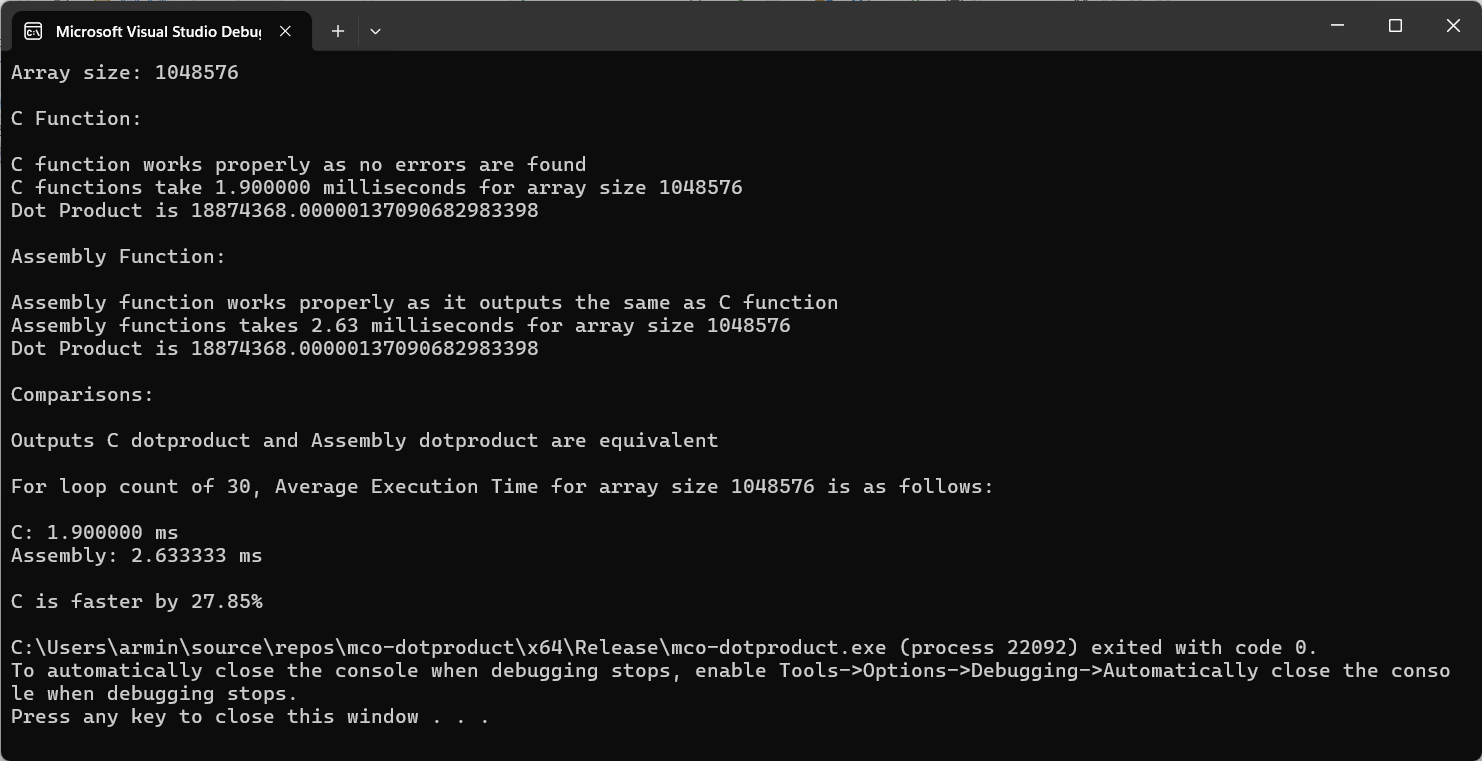 Microsoft Visual Studio Debu
Array size: 1048576
C Function:
C function works properly as no errors are found
C functions take 1.900000 milliseconds for array size 1048576
Dot Product is 18874368.00000137090682983398
Assembly Function:
Assembly function works properly as it outputs the same as C function
Assembly functions takes 2.63 milliseconds for array size 1048576
Dot Product is 18874368.00000137090682983398
Comparisons:
Outputs C dotproduct and Assembly dotproduct are equivalent
For loop count of 30, Average Execution Time for array size 1048576 is as follows:
C: 1.900000 ms
Assembly: 2.633333 ms
C is faster by 27.85%
C:\Users\armin\source\repos\mco-dotproduct\x64\Release\mco-dotproduct.exe (process 22092) exited with code 0.
To automatically close the console when debugging stops, enable Tools->Options->Debugging->Automatically close the conso
le when debugging stops.
Press any key to close this window . . .